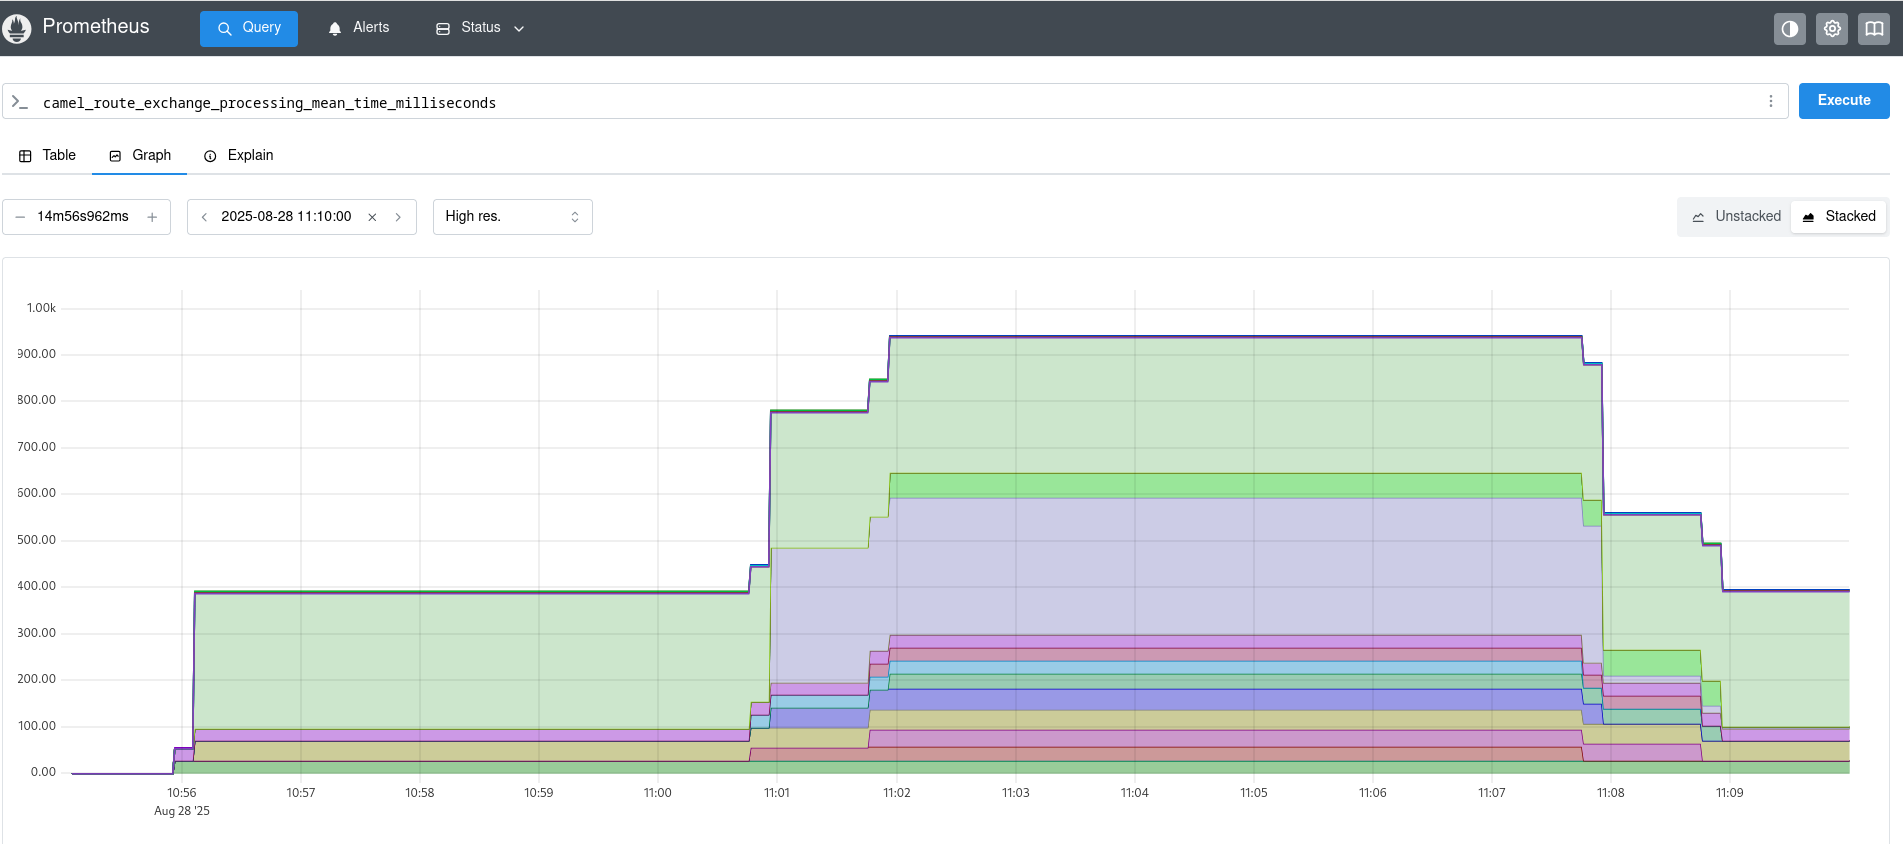 Prometheus
Query
Alerts
Status
camel_route_exchange_processing_mean_time_milliseconds
Execute
Table
Graph
Explain
14m56s962ms
2025-08-28 11:10:00
High res.
Unstacked
Stacked
1.00k
900.00
800.00
700.00
600.00
500.00
400.00
300.00
200.00
100.00
0.00
10:56 10:57 10:58 10:59 11:00 11:01 11:02 11:03 11:04 11:05 11:06 11:07 11:08 11:09
Aug 28 '25